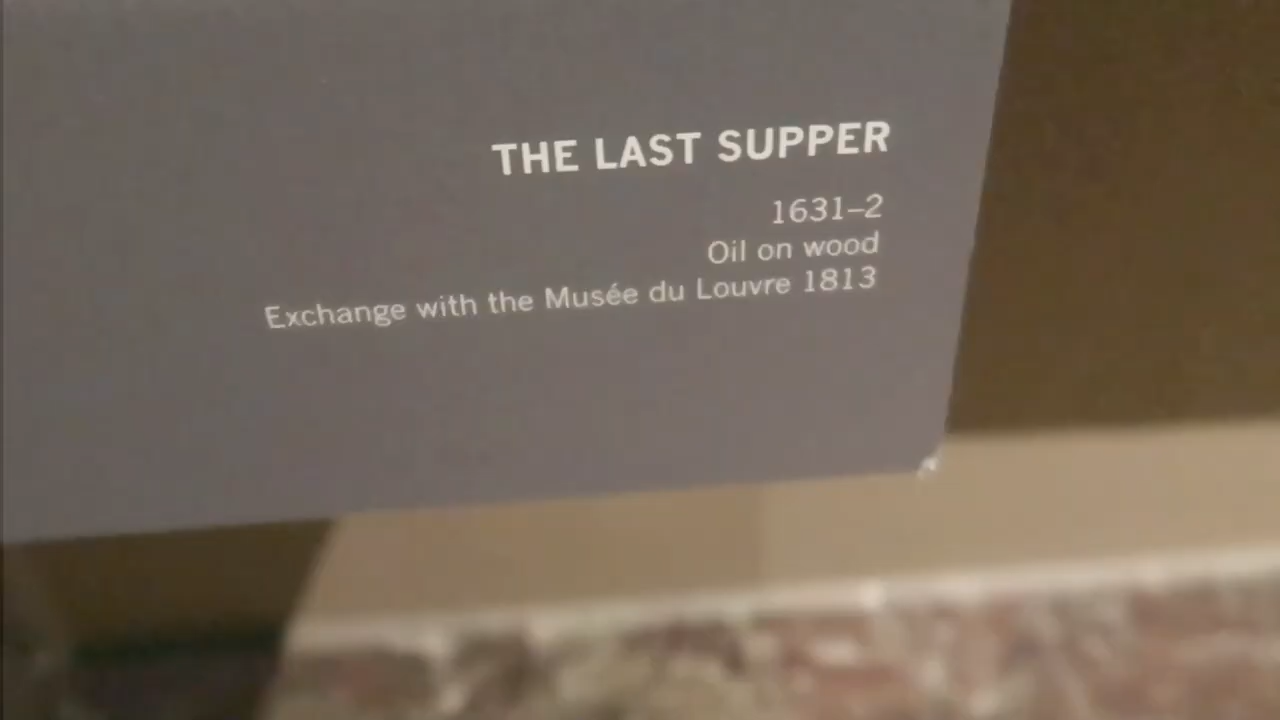 THE LAST SUPPER
1631–2
Oil on wood
Exchange with the Musée du Louvre 1813